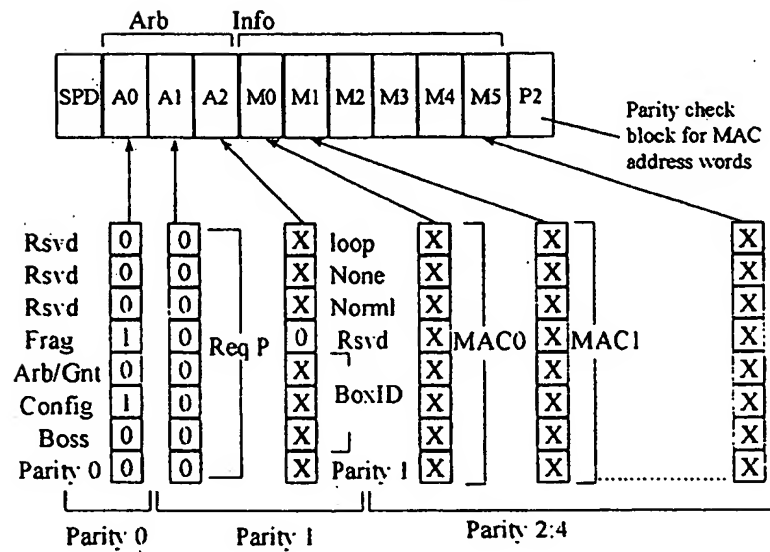 Arb Info
SPD A0 A1 A2 M0 M1 M2 M3 M4 M5 P2
Parity check
block for MAC
address words
Rsvd 0 0 X loop X X X
Rsvd 0 0 X None X X X
Rsvd 0 0 X Norml X X X
Frag 1 0 Req P 0 Rsvd X MAC0 X MAC1 X
Arb/Gnt 0 0 X BoxID X X X
Config 1 0 X X X X
Boss 0 0 X X X X
Parity 0 0 0 X Parity 1 X X X
Parity 0 Parity 1 Parity 2:4